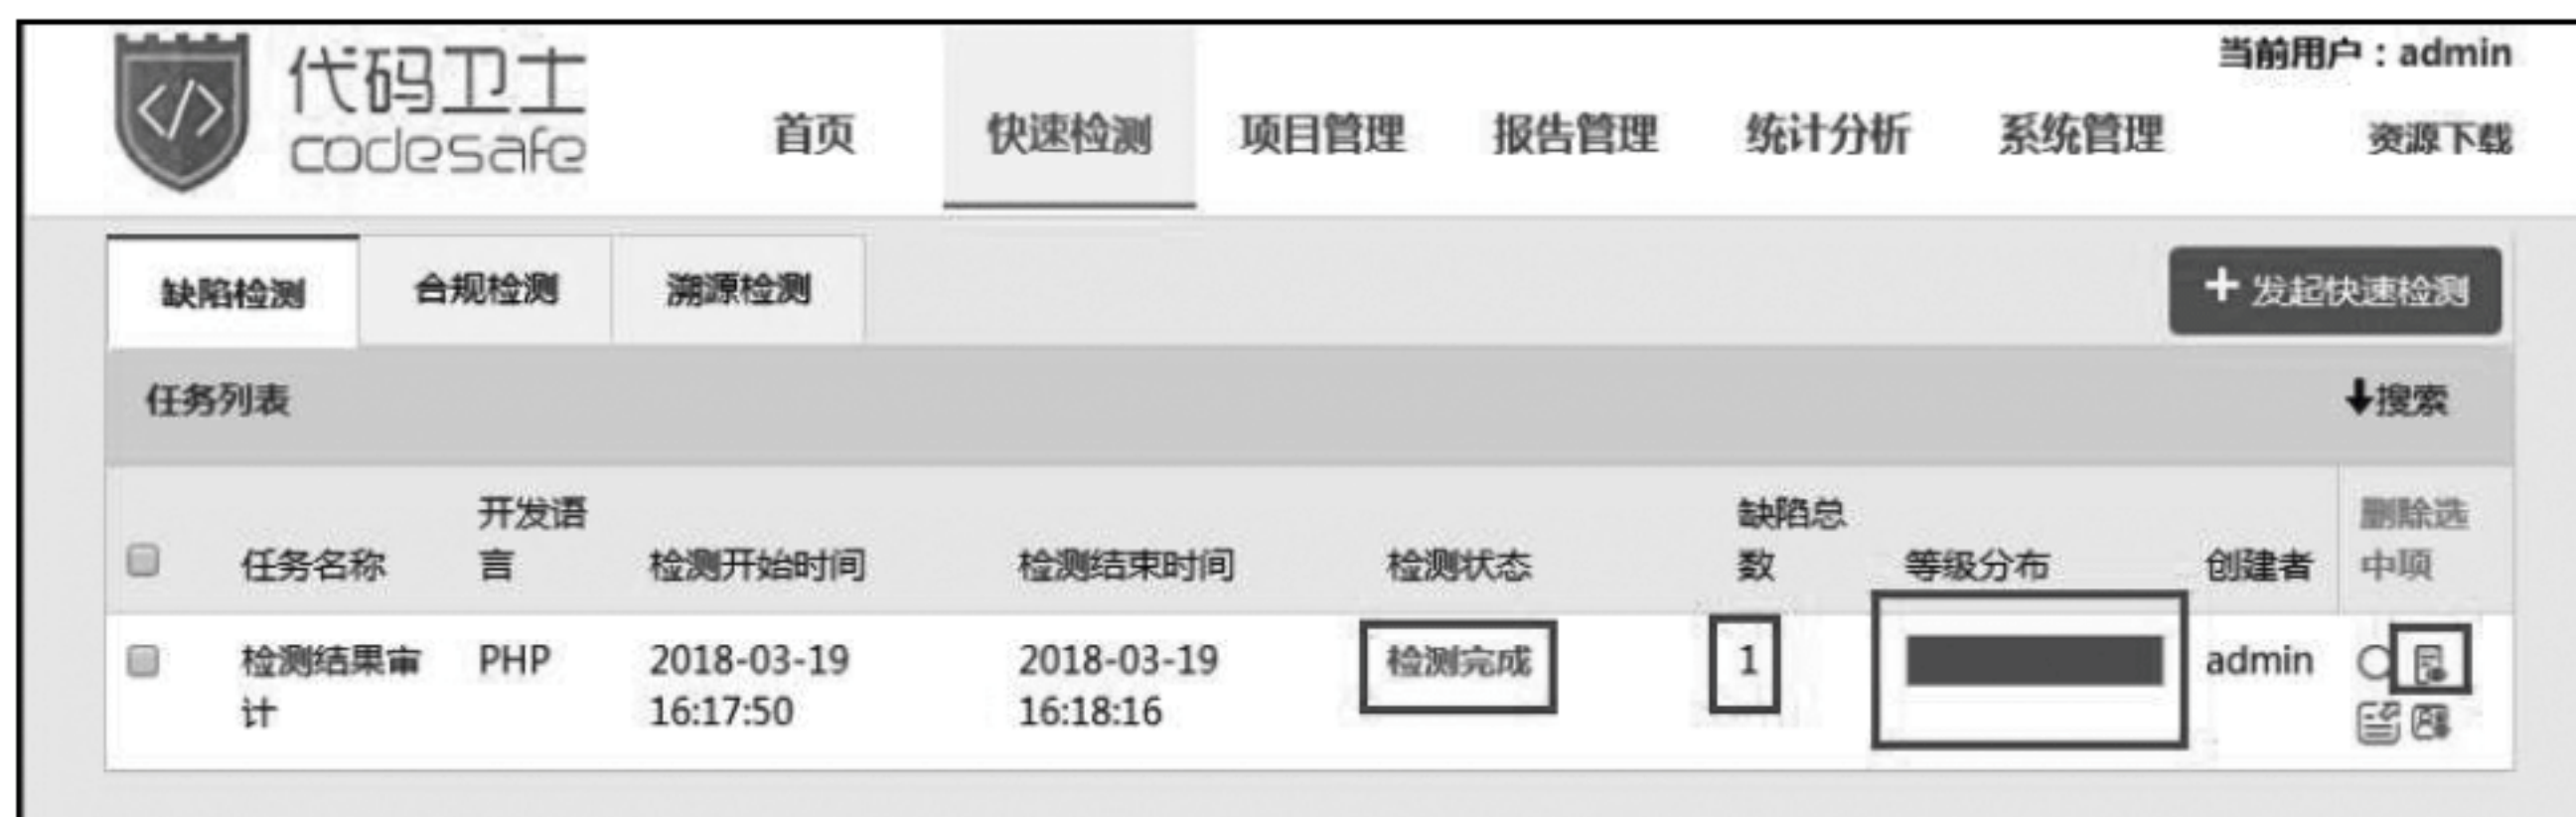 当前用户：admin
代码卫士
codesafe
首页 快速检测 项目管理 报告管理 统计分析 系统管理 资源下载
缺陷检测 合规检测 溯源检测 + 发起快速检测
任务列表 搜索
任务名称 开发语言 检测开始时间 检测结束时间 检测状态 缺陷总数 等级分布 创建者 删除选中项
检测结果审计 PHP 2018-03-19 16:17:50 2018-03-19 16:18:16 检测完成 1 admin